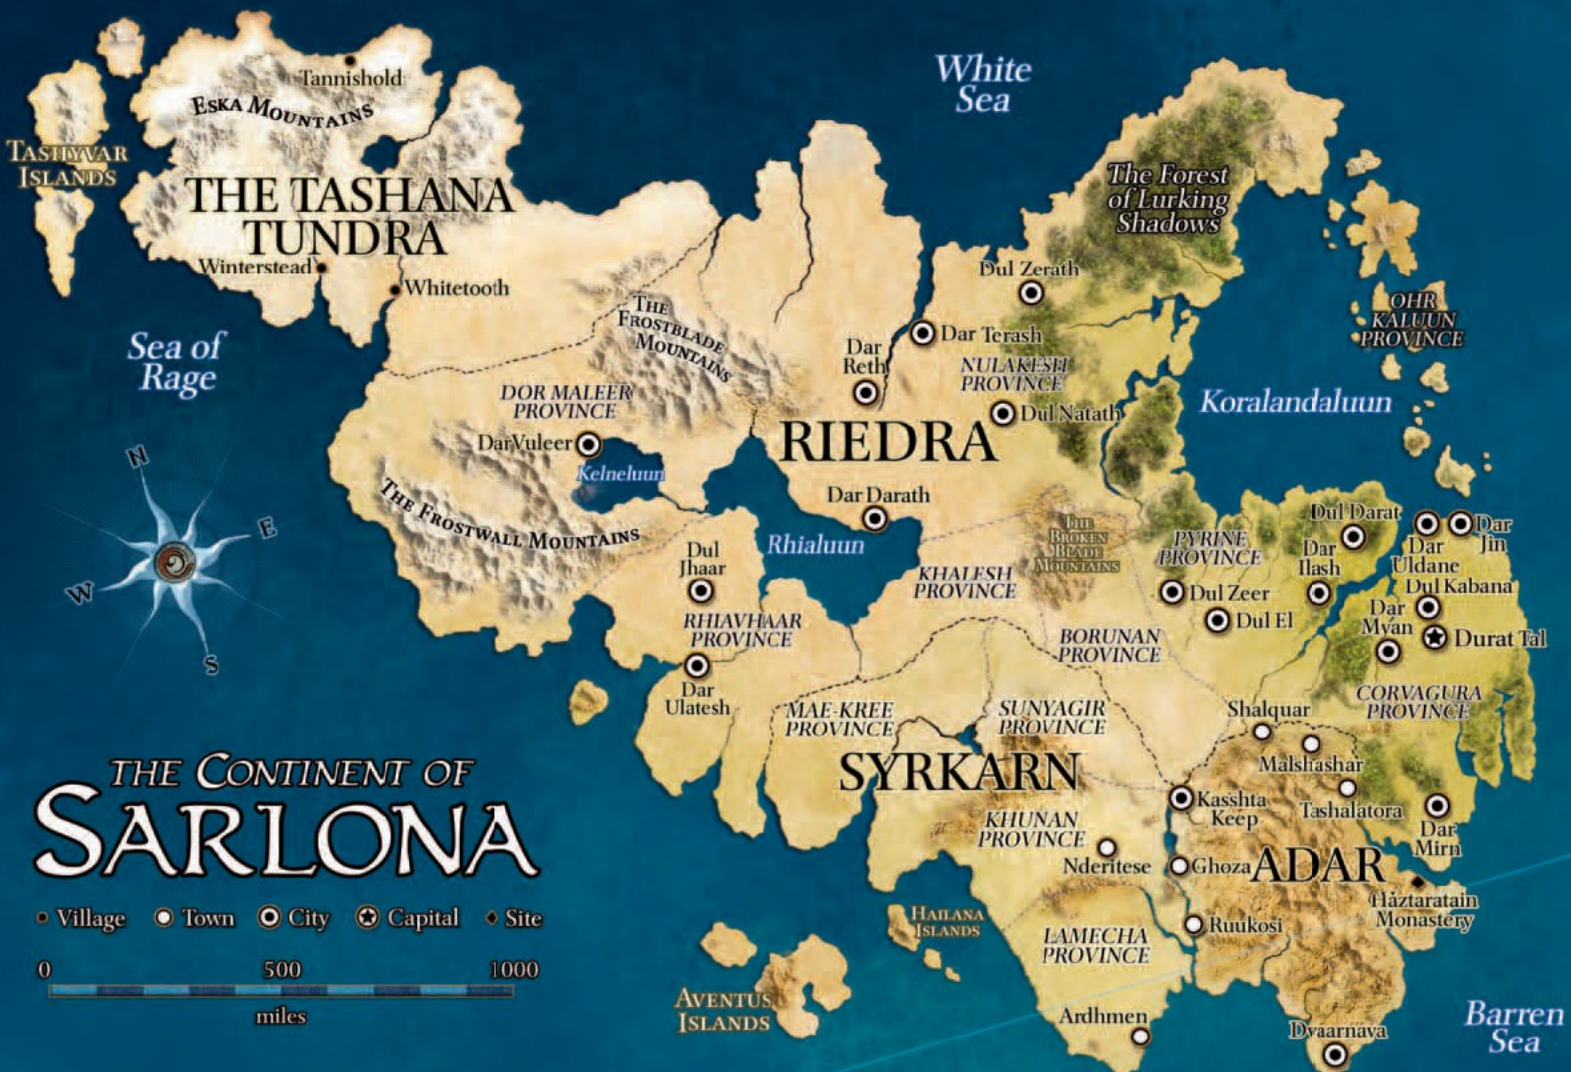 Tannishold
ESKA MOUNTAINS
TASHYVAR
ISLANDS
THE TASHANA
TUNDRA
Winterstead
Whitetooth
White
Sea
The Forest
of Lurking
Shadows
Dul Zerath
Dar Terash
Dar
Reth
NULAKESH
PROVINCE
Dul Natath
OHR
KALUUN
PROVINCE
Koralandaluun
Sea of
Rage
THE
FROSTBLADE
MOUNTAINS
DOR MALEER
PROVINCE
Dar Vuleer
Kelneluun
RIEDRA
N
E
W
S
THE FROSTWALL MOUNTAINS
Dar Darath
Rhialuun
THE
BROKEN
BLADE
MOUNTAINS
PYRINE
PROVINCE
Dul Darat
Dar
Jin
Dar
Uldane
Dar
Ilash
Dul
Jhaar
KHALESH
PROVINCE
Dul Zeer
Dul El
Dul Kabana
Dar
Myan
Durat Tal
RHIAVHAAR
PROVINCE
BORUNAN
PROVINCE
Dar
Ulatesh
MAE-KREE
PROVINCE
SUNYAGIR
PROVINCE
CORVAGURA
PROVINCE
Shalquar
Malshashar
Tashalatora
SYRKARN
Kasshta
Keep
KHUNAN
PROVINCE
Dar
Mirn
Nderitese
Ghoza
ADAR
Haztaratain
Monastery
HAILANA
ISLANDS
Ruukosi
LAMECHA
PROVINCE
AVENTUS
ISLANDS
Ardhmen
Dvaarnava
Barren
Sea
THE CONTINENT OF
SARLONA
Village Town City Capital Site
0 500 1000
miles